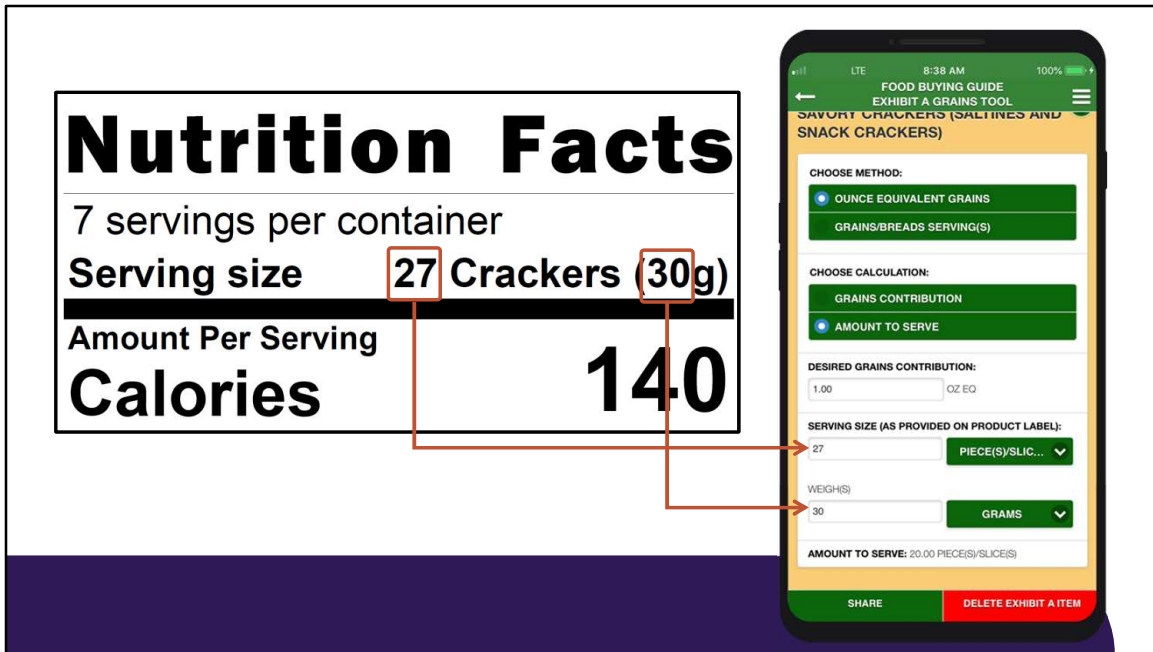 Nutrition Facts
7 servings per container
Serving size 27 Crackers (30g)
Amount Per Serving
Calories 140
LTE 8:38 AM 100%
FOOD BUYING GUIDE
EXHIBIT A GRAINS TOOL
SAVORY CRACKERS (SALTINES AND
SNACK CRACKERS)
CHOOSE METHOD:
OUNCE EQUIVALENT GRAINS
GRAINS/BREADS SERVING(S)
CHOOSE CALCULATION:
GRAINS CONTRIBUTION
AMOUNT TO SERVE
DESIRED GRAINS CONTRIBUTION:
1.00 OZ EQ
SERVING SIZE (AS PROVIDED ON PRODUCT LABEL):
27 PIECE(S)/SLIC...
WEIGH(S)
30 GRAMS
AMOUNT TO SERVE: 20.00 PIECE(S)/SLICE(S)
SHARE DELETE EXHIBIT A ITEM